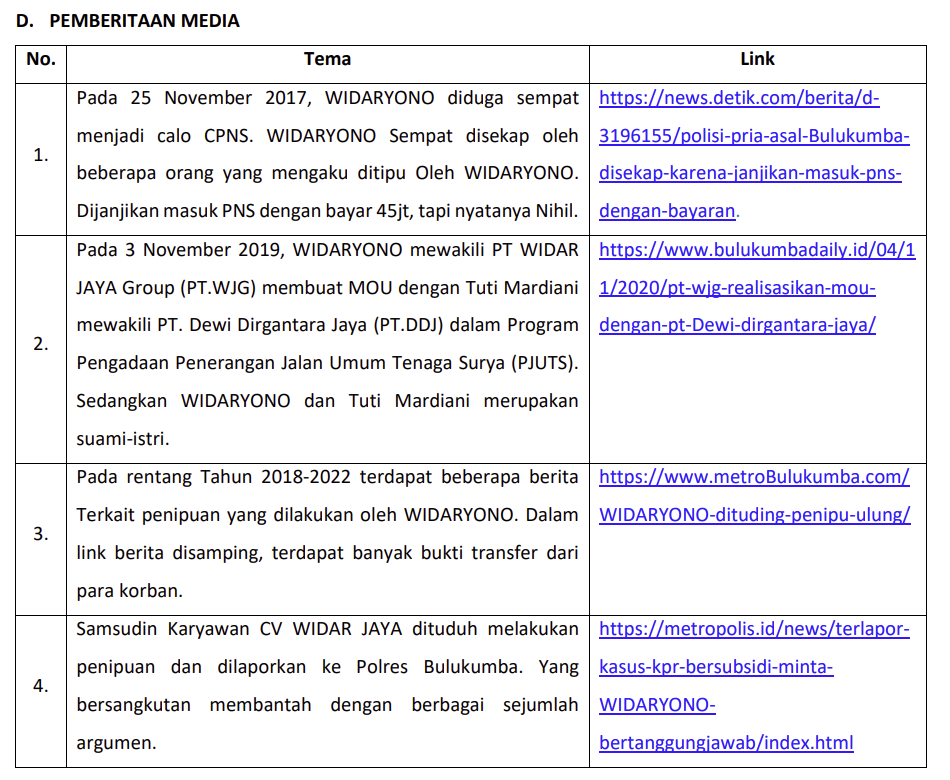 D. PEMBERITAAN MEDIA
No. Tema Link
1.
Pada 25 November 2017, WIDARYONO diduga sempat
menjadi calo CPNS. WIDARYONO Sempat disekap oleh
beberapa orang yang mengaku ditipu Oleh WIDARYONO.
Dijanjikan masuk PNS dengan bayar 45jt, tapi nyatanya Nihil.
https://news.detik.com/berita/d-
3196155/polisi-pria-asal-Bulukumba-
disekap-karena-janjikan-masuk-pns-
dengan-bayaran.
2.
Pada 3 November 2019, WIDARYONO mewakili PT WIDAR
JAYA Group (PT.WJG) membuat MOU dengan Tuti Mardiani
mewakili PT. Dewi Dirgantara Jaya (PT.DDJ) dalam Program
Pengadaan Penerangan Jalan Umum Tenaga Surya (PJUTS).
Sedangkan WIDARYONO dan Tuti Mardiani merupakan
suami-istri.
https://www.bulukumbadaily.id/04/1
1/2020/pt-wjg-realisasikan-mou-
dengan-pt-Dewi-dirgantara-jaya/
3.
Pada rentang Tahun 2018-2022 terdapat beberapa berita
Terkait penipuan yang dilakukan oleh WIDARYONO. Dalam
link berita disamping, terdapat banyak bukti transfer dari
para korban.
https://www.metroBulukumba.com/
WIDARYONO-dituding-penipu-ulung/
4.
Samsudin Karyawan CV WIDAR JAYA dituduh melakukan
penipuan dan dilaporkan ke Polres Bulukumba. Yang
bersangkutan membantah dengan berbagai sejumlah
argumen.
https://metropolis.id/news/terlapor-
kasus-kpr-bersubsidi-minta-
WIDARYONO-
bertanggungjawab/index.html